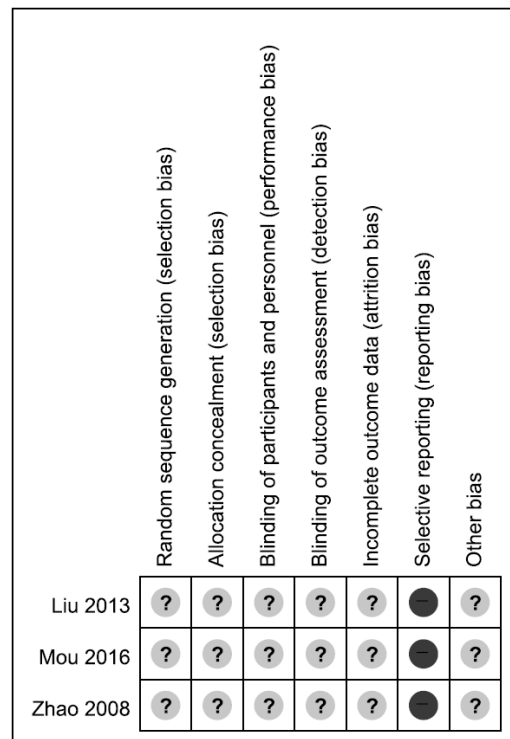 Random sequence generation (selection bias)
Allocation concealment (selection bias)
Blinding of participants and personnel (performance bias)
Blinding of outcome assessment (detection bias)
Incomplete outcome data (attrition bias)
Selective reporting (reporting bias)
Other bias
Liu 2013 ? ? ? ? ? – ?
Mou 2016 ? ? ? ? ? – ?
Zhao 2008 ? ? ? ? ? – ?